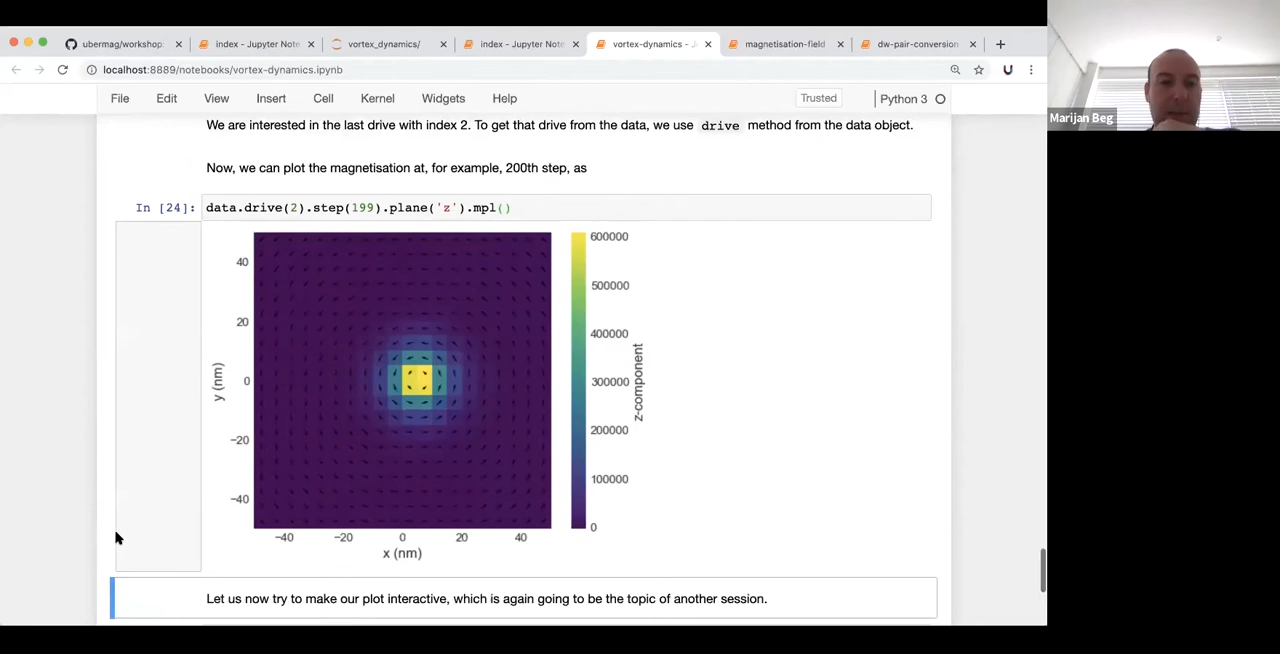 ubermag/workshop:
index - Jupyter Note
vortex_dynamics/
index - Jupyter Note
vortex-dynamics - J
magnetisation-field
dw-pair-conversion
localhost:8889/notebooks/vortex-dynamics.ipynb
File Edit View Insert Cell Kernel Widgets Help
Trusted
Python 3
We are interested in the last drive with index 2. To get the from the data, we use drive method from the data object.
Now, we can plot the magnetisation at, for example, 200th step, as
In [24]: data.drive(2).step(199).plane('z').mpl()
40
20
0
−20
−40
y (nm)
−40 −20 0 20 40
x (nm)
600000
500000
400000
300000
200000
100000
0
z-component
Let us now try to make our plot interactive, which is again going to be the topic of another session.
Marijan Beg